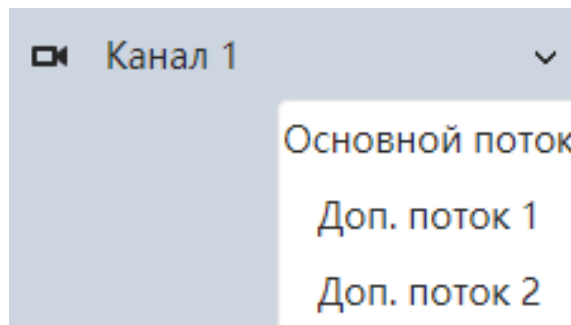 Канал 1
Основной поток
Доп. поток 1
Доп. поток 2